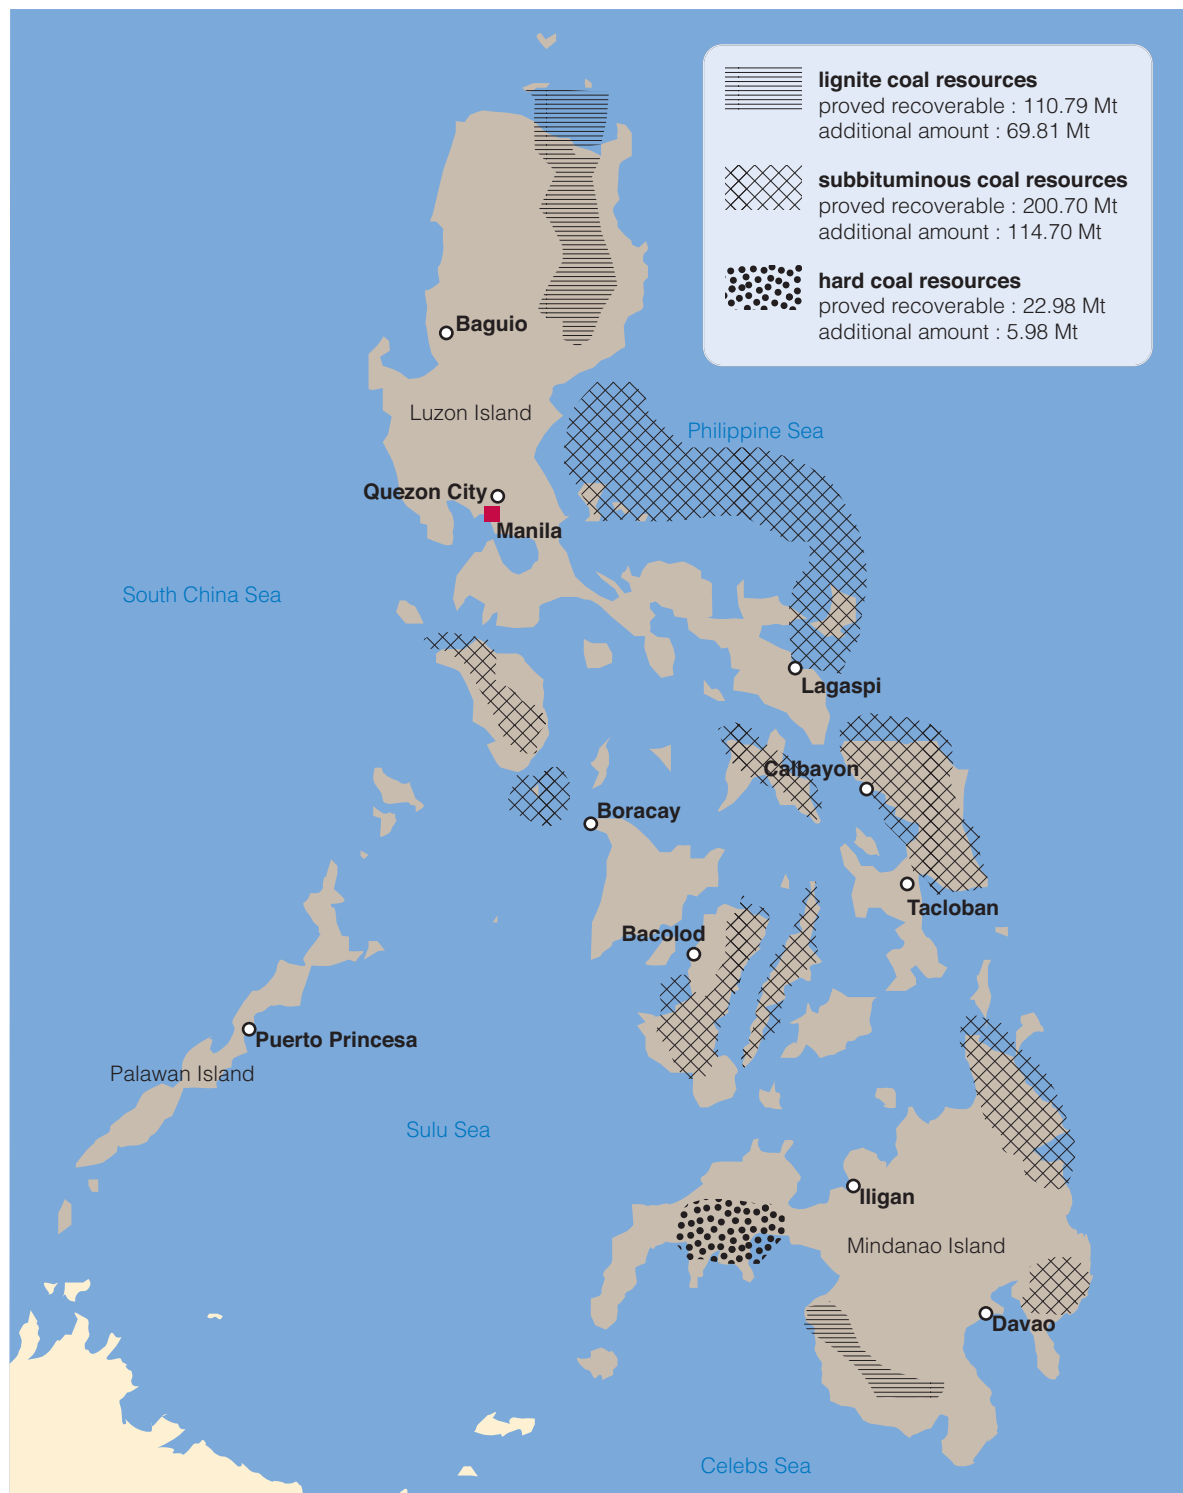 lignite coal resources
proved recoverable : 110.79 Mt
additional amount : 69.81 Mt
subbituminous coal resources
proved recoverable : 200.70 Mt
additional amount : 114.70 Mt
hard coal resources
proved recoverable : 22.98 Mt
additional amount : 5.98 Mt
Baguio
Luzon Island
Philippine Sea
Quezon City
Manila
South China Sea
Lagaspi
Calbayon
Boracay
Tacloban
Bacolod
Puerto Princesa
Palawan Island
Sulu Sea
Iligan
Mindanao Island
Davao
Celebs Sea